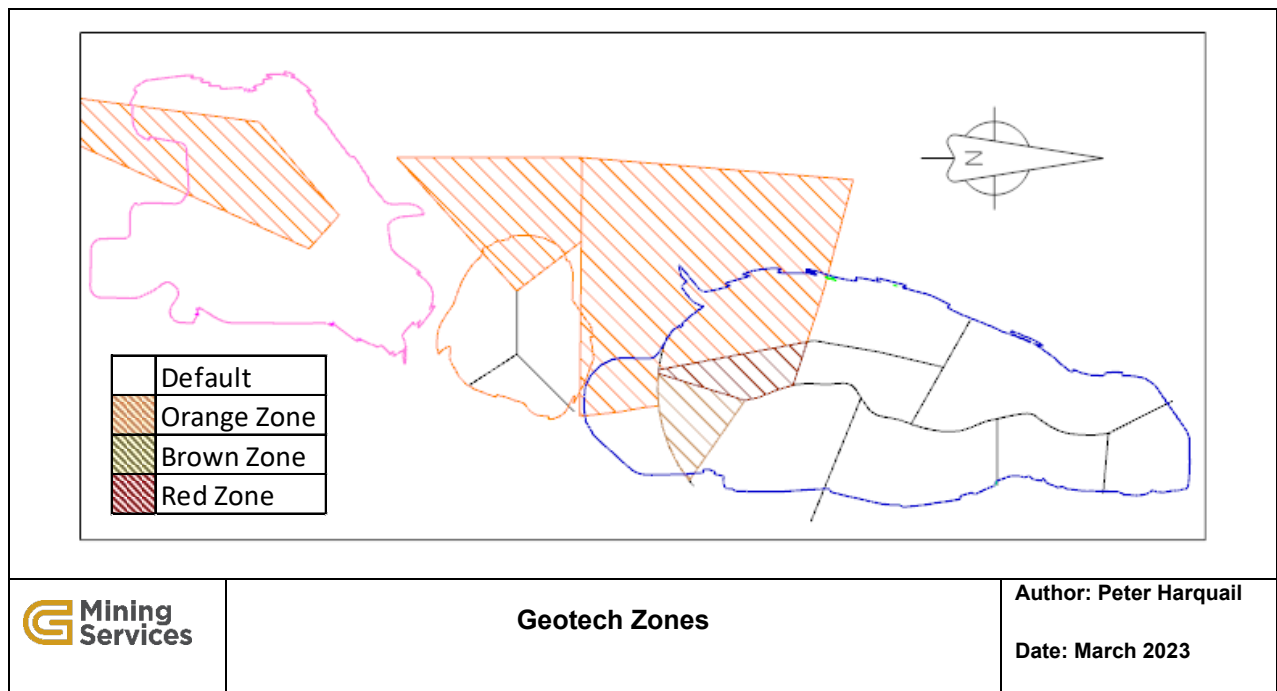 N
Default
Orange Zone
Brown Zone
Red Zone
Mining
Services
Geotech Zones
Author: Peter Harquail
Date: March 2023